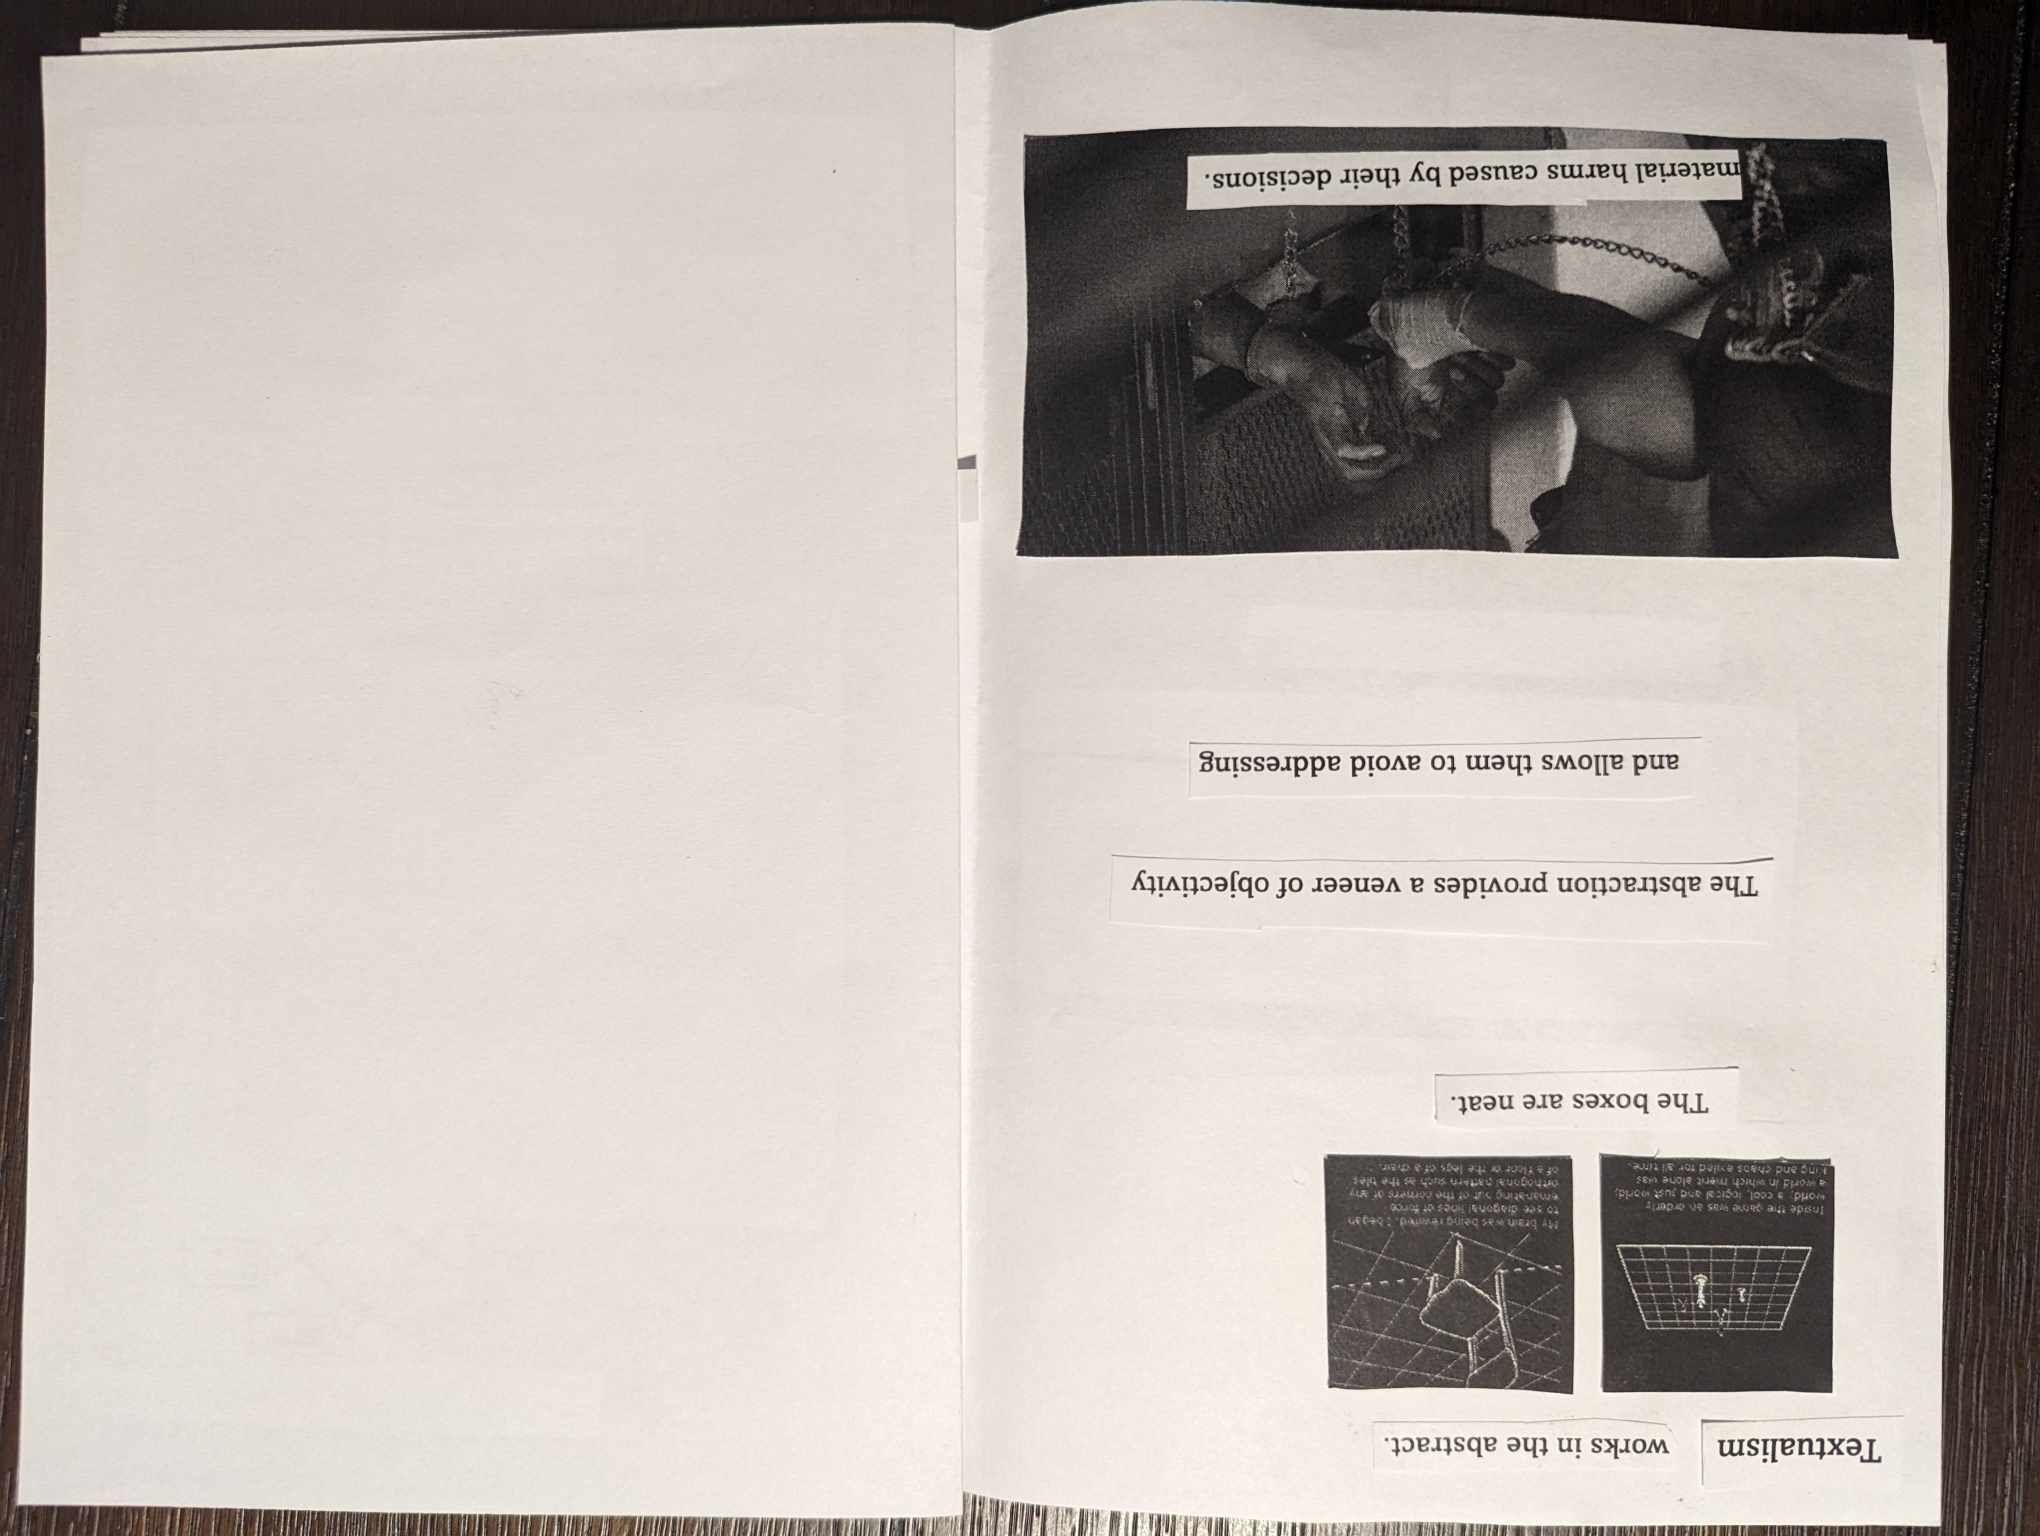 Textualism works in the abstract.
Inside the game was an orderly
world; a cool, logical and just world;
a world in which merit alone was
king and chaos exiled for all time.
My brain was being rewired. I began
to see diagonal lines of force
emanating out of the corners of any
orthogonal pattern such as the tiles
of a floor or the legs of a chair.
The boxes are neat.
The abstraction provides a veneer of objectivity
and allows them to avoid addressing
material harms caused by their decisions.